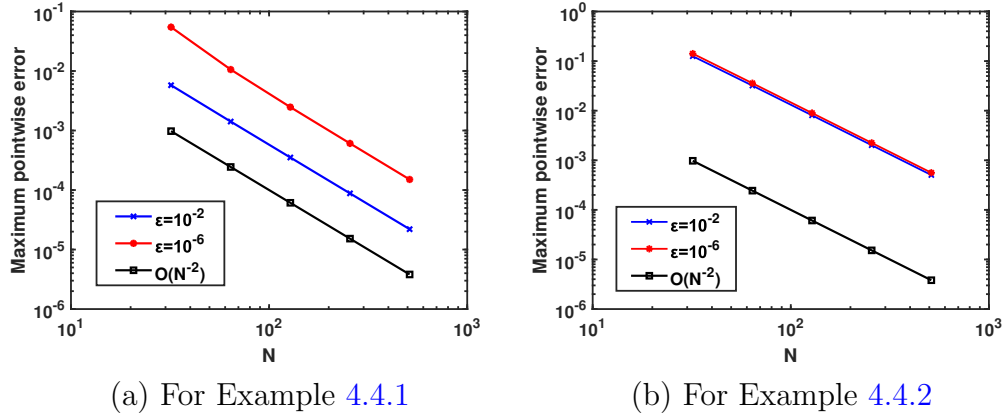 Maximum pointwise error
10^-1
10^-2
10^-3
10^-4
10^-5
10^-6
ε=10^-2
ε=10^-6
O(N^-2)
10^1
10^2
10^3
N
(a) For Example 4.4.1
Maximum pointwise error
10^0
10^-1
10^-2
10^-3
10^-4
10^-5
10^-6
ε=10^-2
ε=10^-6
O(N^-2)
10^1
10^2
10^3
N
(b) For Example 4.4.2